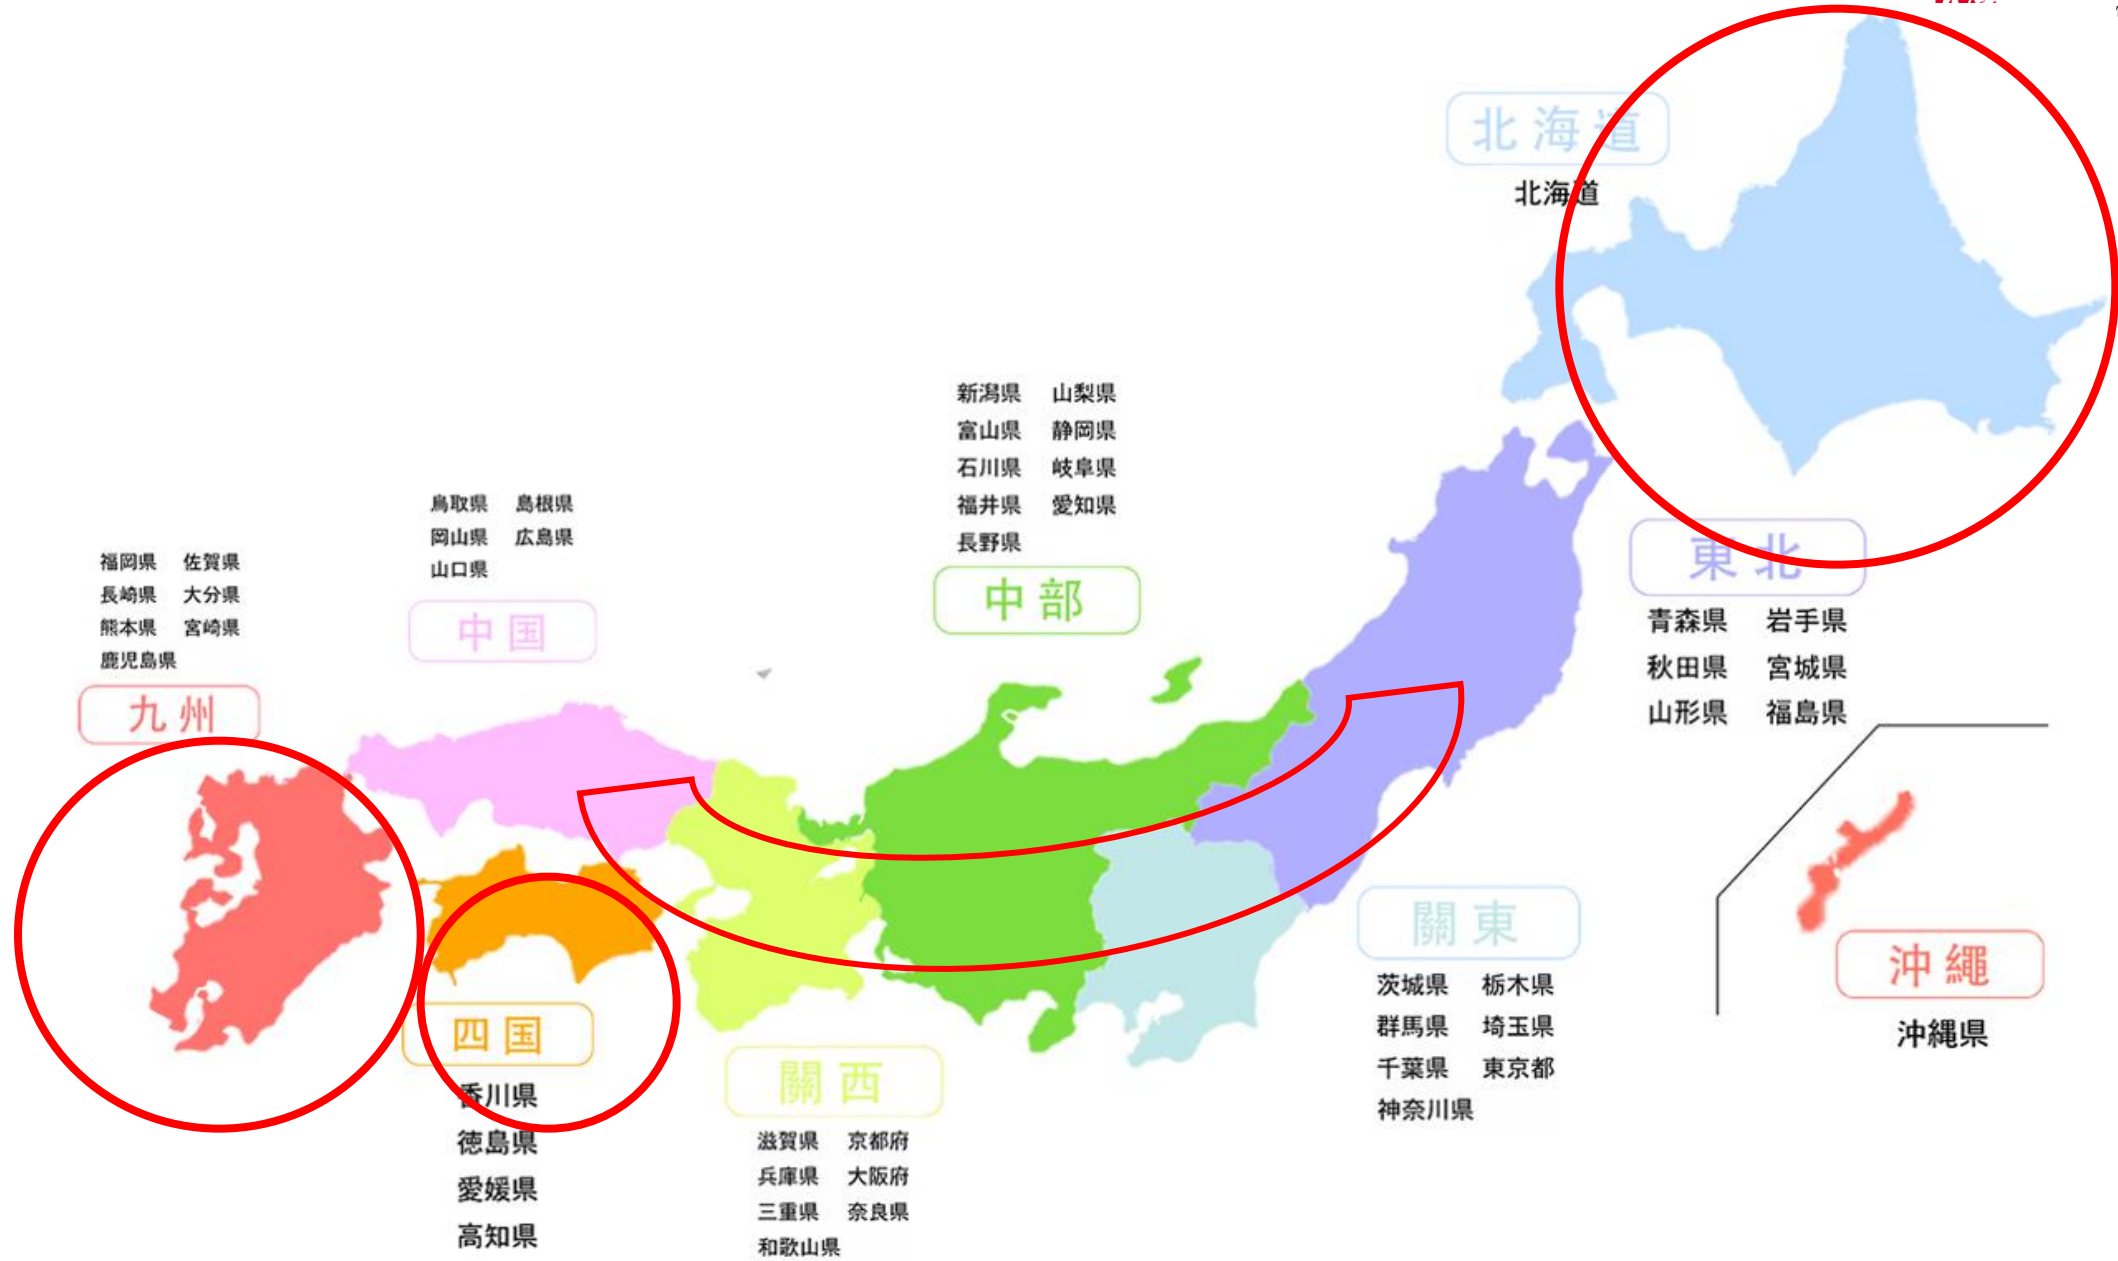 北海道
北海道
新潟県 山梨県
富山県 静岡県
石川県 岐阜県
福井県 愛知県
長野県
中部
鳥取県 島根県
岡山県 広島県
山口県
中国
福岡県 佐賀県
長崎県 大分県
熊本県 宮崎県
鹿児島県
九州
東北
青森県 岩手県
秋田県 宮城県
山形県 福島県
關東
茨城県 栃木県
群馬県 埼玉県
千葉県 東京都
神奈川県
沖繩
沖縄県
四国
香川県
徳島県
愛媛県
高知県
關西
滋賀県 京都府
兵庫県 大阪府
三重県 奈良県
和歌山県